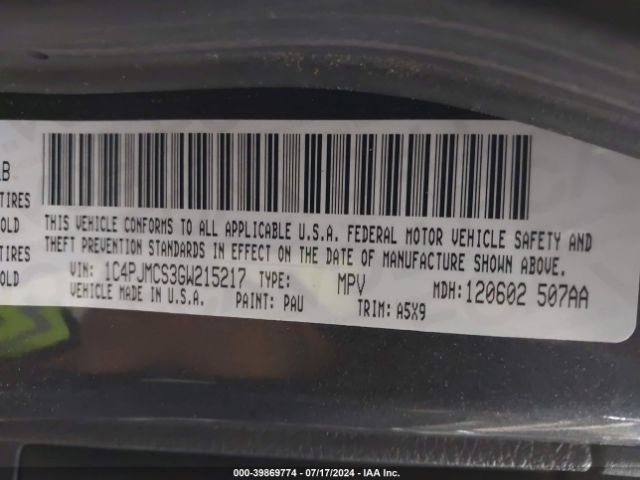 LB
TIRES
OLD
TIRES
OLD
THIS VEHICLE CONFORMS TO ALL APPLICABLE U.S.A. FEDERAL MOTOR VEHICLE SAFETY AND
THEFT PREVENTION STANDARDS IN EFFECT ON THE DATE OF MANUFACTURE SHOWN ABOVE.
VIN: 1C4PJMCS3GW215217 TYPE: MPV MDH:120602 507AA
VEHICLE MADE IN U.S.A. PAINT: PAU TRIM: A5X9
000-39869774 - 07/17/2024 - IAA Inc.